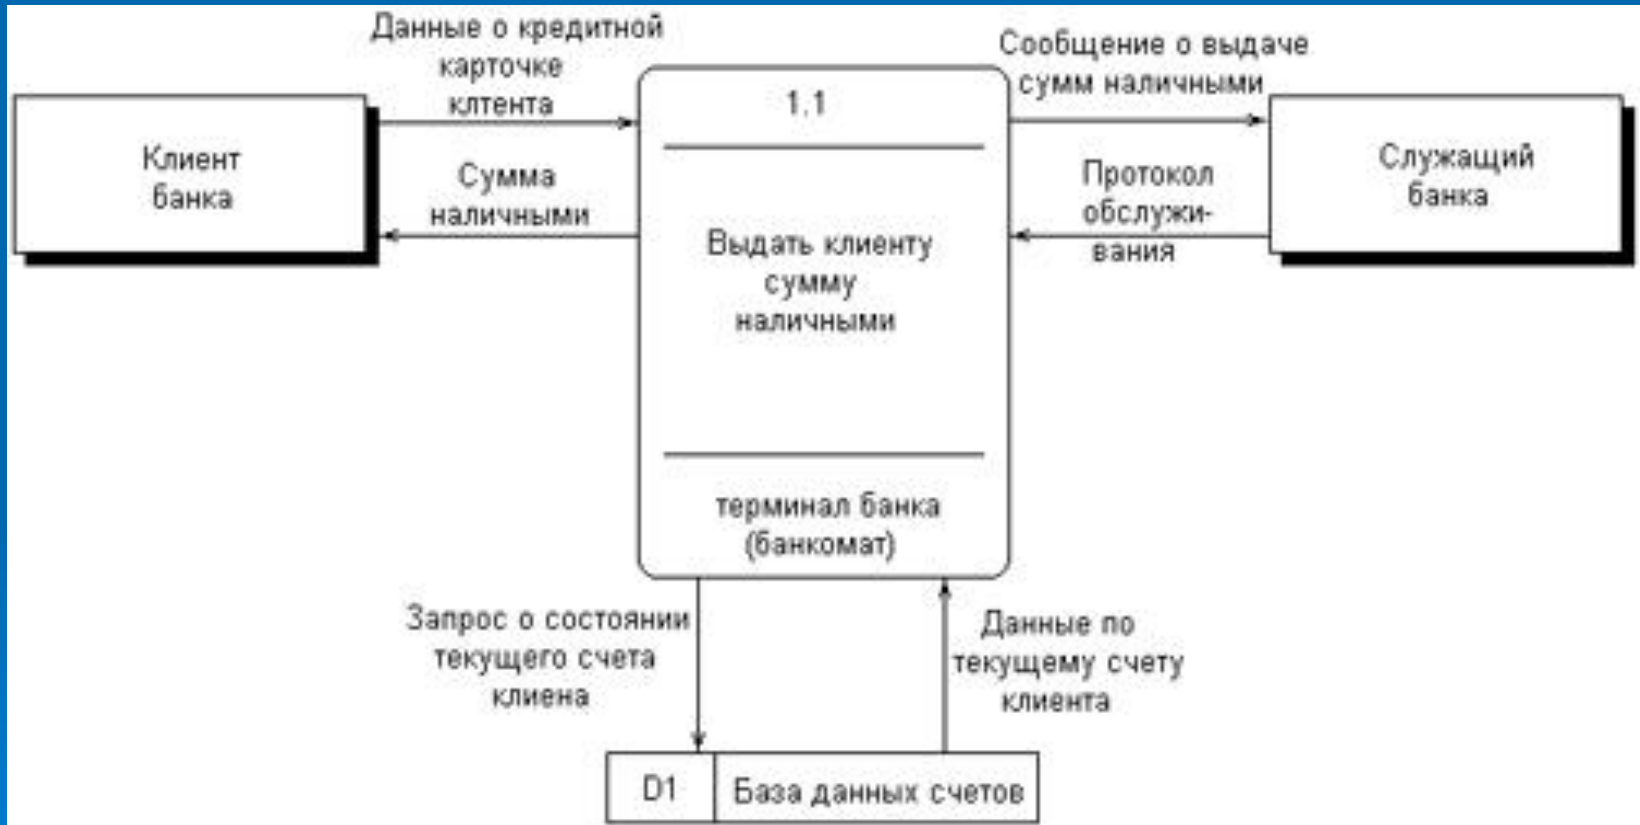 Данные о кредитной
карточке
клтента
Клиент
банка
Сумма
наличными
1.1
Выдать клиенту
сумму
наличными
терминал банка
(банкомат)
Сообщение о выдаче
сумм наличными
Протокол
обслужи-
вания
Служащий
банка
Запрос о состоянии
текущего счета
клиена
Данные по
текущему счету
клиента
D1
База данных счетов